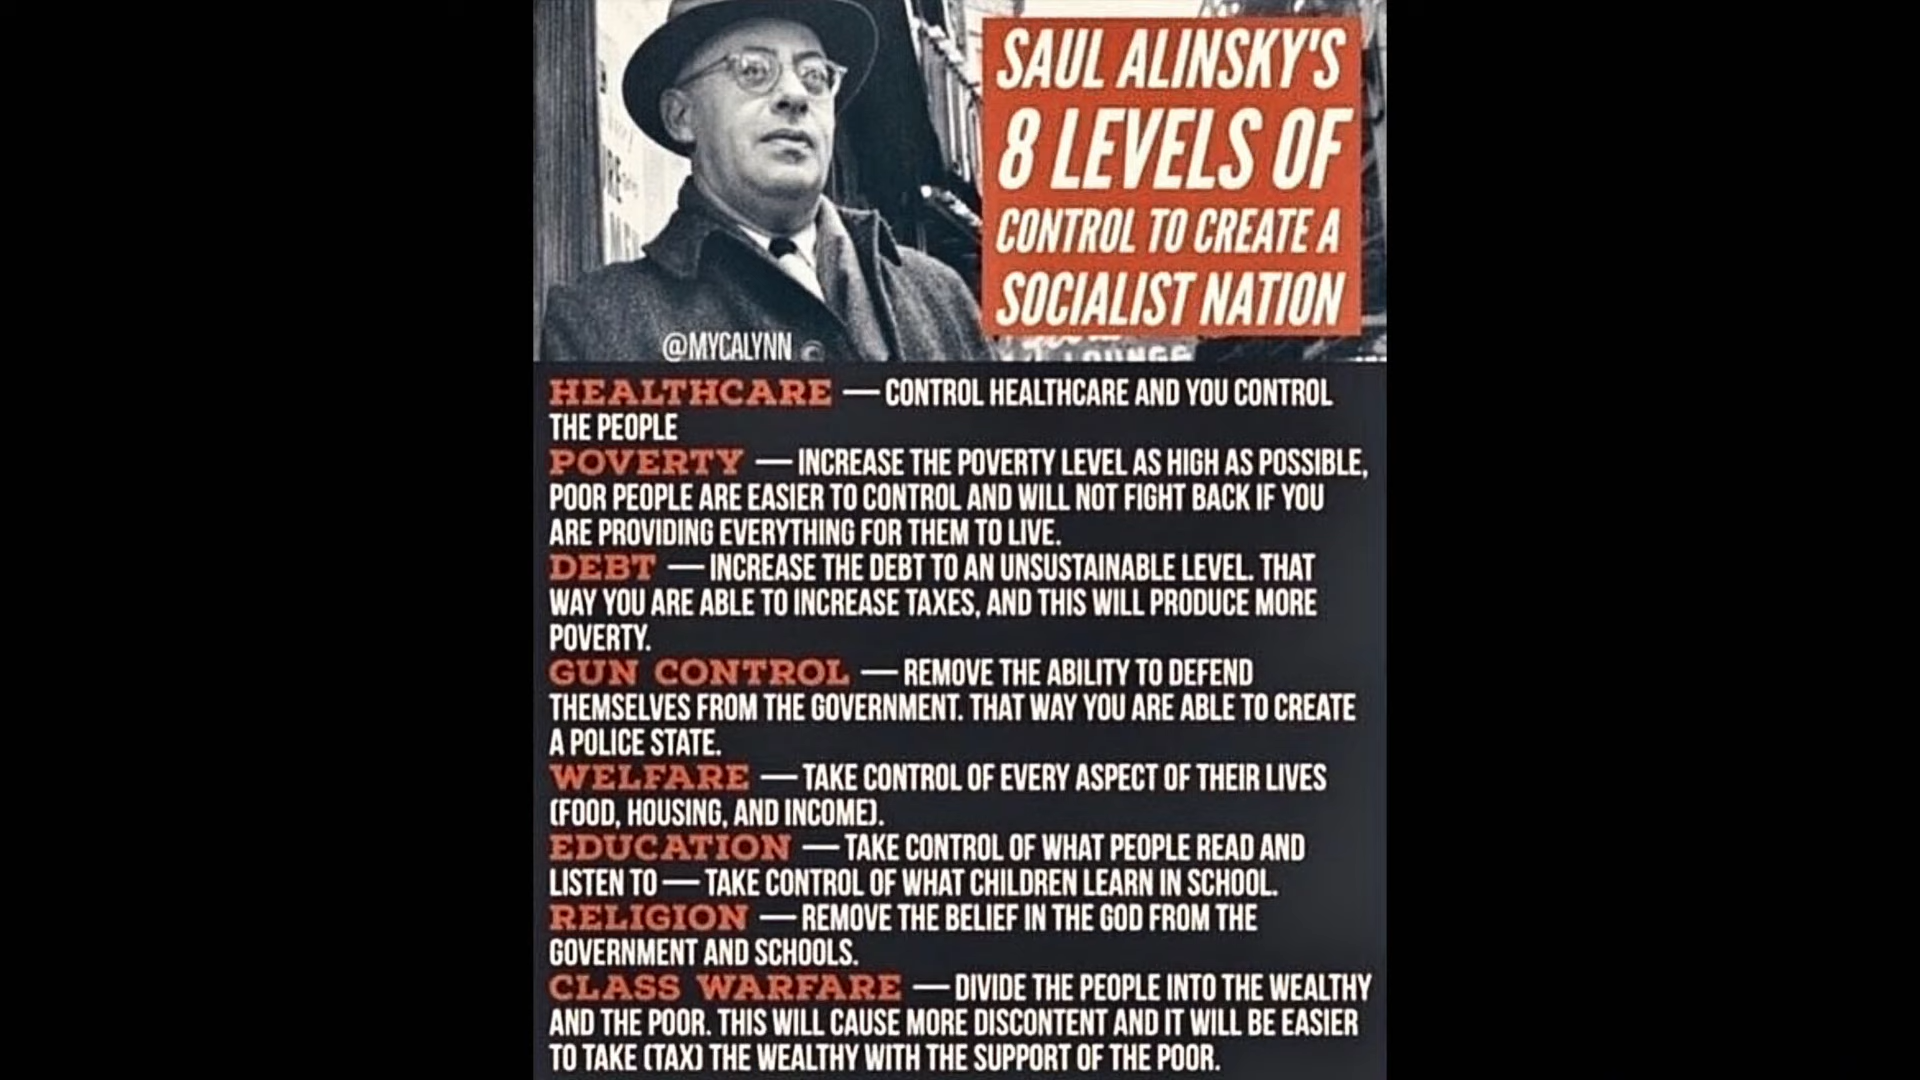 SAUL ALINSKY'S
8 LEVELS OF
CONTROL TO CREATE A
SOCIALIST NATION
@MYCALYNN
LOUNGE
HEALTHCARE — CONTROL HEALTHCARE AND YOU CONTROL
THE PEOPLE
POVERTY — INCREASE THE POVERTY LEVEL AS HIGH AS POSSIBLE,
POOR PEOPLE ARE EASIER TO CONTROL AND WILL NOT FIGHT BACK IF YOU
ARE PROVIDING EVERYTHING FOR THEM TO LIVE.
DEBT — INCREASE THE DEBT TO AN UNSUSTAINABLE LEVEL. THAT
WAY YOU ARE ABLE TO INCREASE TAXES, AND THIS WILL PRODUCE MORE
POVERTY.
GUN CONTROL — REMOVE THE ABILITY TO DEFEND
THEMSELVES FROM THE GOVERNMENT. THAT WAY YOU ARE ABLE TO CREATE
A POLICE STATE.
WELFARE — TAKE CONTROL OF EVERY ASPECT OF THEIR LIVES
(FOOD, HOUSING, AND INCOME).
EDUCATION — TAKE CONTROL OF WHAT PEOPLE READ AND
LISTEN TO — TAKE CONTROL OF WHAT CHILDREN LEARN IN SCHOOL.
RELIGION — REMOVE THE BELIEF IN THE GOD FROM THE
GOVERNMENT AND SCHOOLS.
CLASS WARFARE — DIVIDE THE PEOPLE INTO THE WEALTHY
AND THE POOR. THIS WILL CAUSE MORE DISCONTENT AND IT WILL BE EASIER
TO TAKE (TAX) THE WEALTHY WITH THE SUPPORT OF THE POOR.